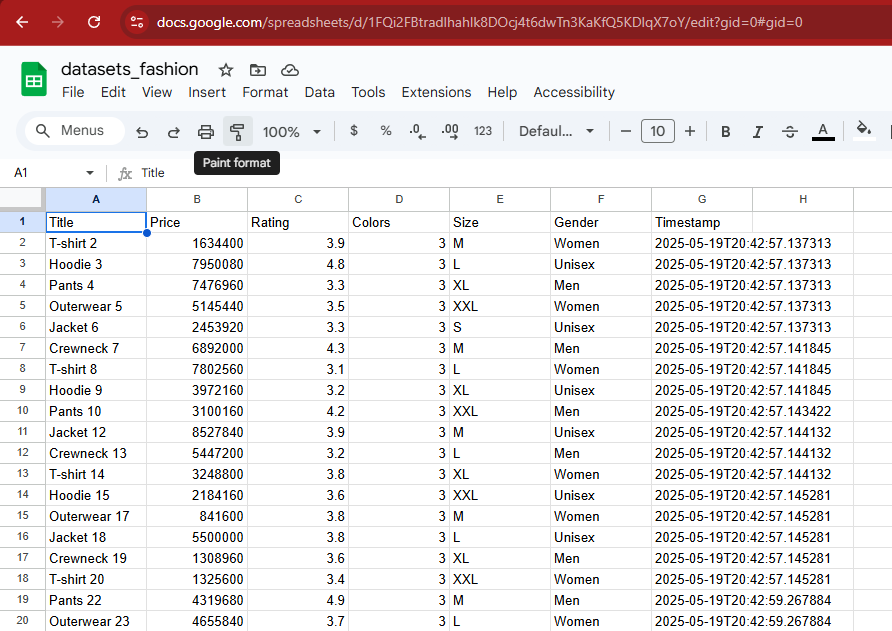 docs.google.com/spreadsheets/d/1FQi2FBtradlhahlk8DOcj4t6dwTn3KaKfQ5KDlqX7oY/edit?gid=0#gid=0
datasets_fashion
File Edit View Insert Format Data Tools Extensions Help Accessibility
Menus 100% $ % .0 .00 123 Defaul... − 10 + B I S A
Paint format
A1 fx Title
A B C D E F G H
1 Title Price Rating Colors Size Gender Timestamp
2 T-shirt 2 1634400 3.9 3 M Women 2025-05-19T20:42:57.137313
3 Hoodie 3 7950080 4.8 3 L Unisex 2025-05-19T20:42:57.137313
4 Pants 4 7476960 3.3 3 XL Men 2025-05-19T20:42:57.137313
5 Outerwear 5 5145440 3.5 3 XXL Women 2025-05-19T20:42:57.137313
6 Jacket 6 2453920 3.3 3 S Unisex 2025-05-19T20:42:57.137313
7 Crewneck 7 6892000 4.3 3 M Men 2025-05-19T20:42:57.141845
8 T-shirt 8 7802560 3.1 3 L Women 2025-05-19T20:42:57.141845
9 Hoodie 9 3972160 3.2 3 XL Unisex 2025-05-19T20:42:57.141845
10 Pants 10 3100160 4.2 3 XXL Men 2025-05-19T20:42:57.143422
11 Jacket 12 8527840 3.9 3 M Unisex 2025-05-19T20:42:57.144132
12 Crewneck 13 5447200 3.2 3 L Men 2025-05-19T20:42:57.144132
13 T-shirt 14 3248800 3.8 3 XL Women 2025-05-19T20:42:57.144132
14 Hoodie 15 2184160 3.6 3 XXL Unisex 2025-05-19T20:42:57.145281
15 Outerwear 17 841600 3.8 3 M Women 2025-05-19T20:42:57.145281
16 Jacket 18 5500000 3.8 3 L Unisex 2025-05-19T20:42:57.145281
17 Crewneck 19 1308960 3.6 3 XL Men 2025-05-19T20:42:57.145281
18 T-shirt 20 1325600 3.4 3 XXL Women 2025-05-19T20:42:57.145281
19 Pants 22 4319680 4.9 3 M Men 2025-05-19T20:42:59.267884
20 Outerwear 23 4655840 3.7 3 L Women 2025-05-19T20:42:59.267884